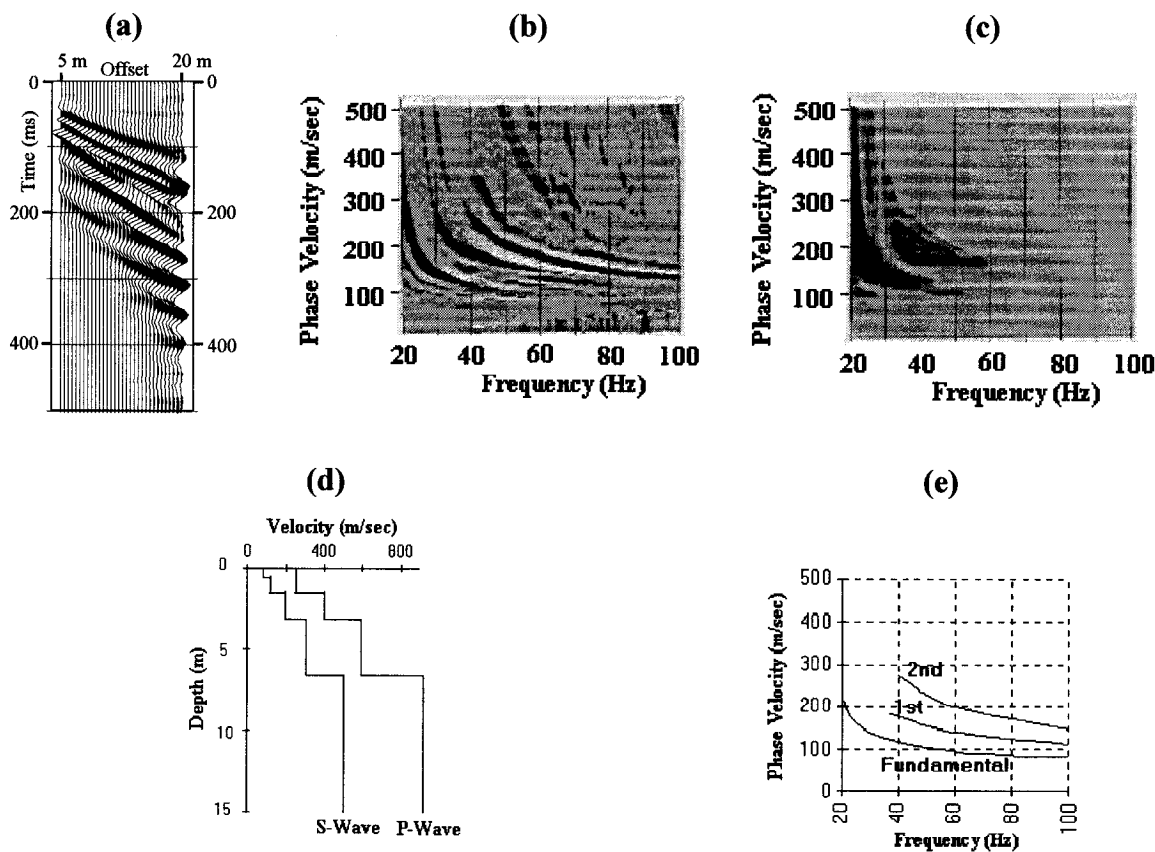 (a)
5 m Offset 20 m
0 0
200 200
400 400
Time (ms)
(b)
500
400
300
200
100
Phase Velocity (m/sec)
20 40 60 80 100
Frequency (Hz)
(c)
500
400
300
200
100
Phase Velocity (m/sec)
20 40 60 80 100
Frequency (Hz)
(d)
Velocity (m/sec)
0 400 800
0
5
10
15
Depth (m)
S-Wave P-Wave
(e)
500
400
300
200
100
0
Phase Velocity (m/sec)
2nd
1st
Fundamental
20 40 60 80 100
Frequency (Hz)